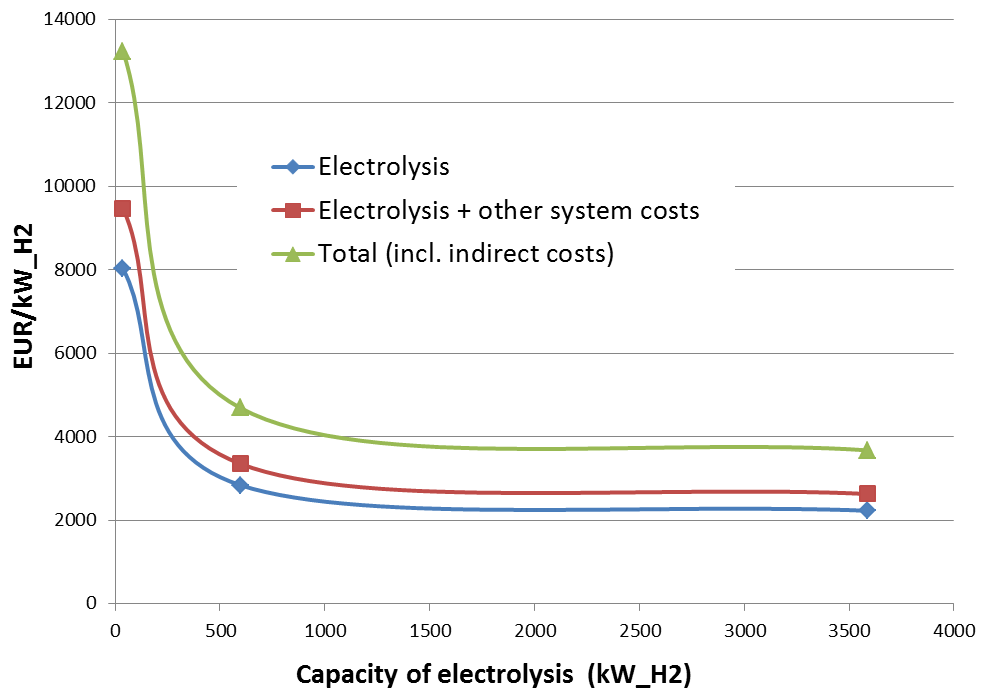 14000
12000
10000
8000
6000
4000
2000
0
EUR/kW_H2
Electrolysis
Electrolysis + other system costs
Total (incl. indirect costs)
0 500 1000 1500 2000 2500 3000 3500 4000
Capacity of electrolysis (kW_H2)